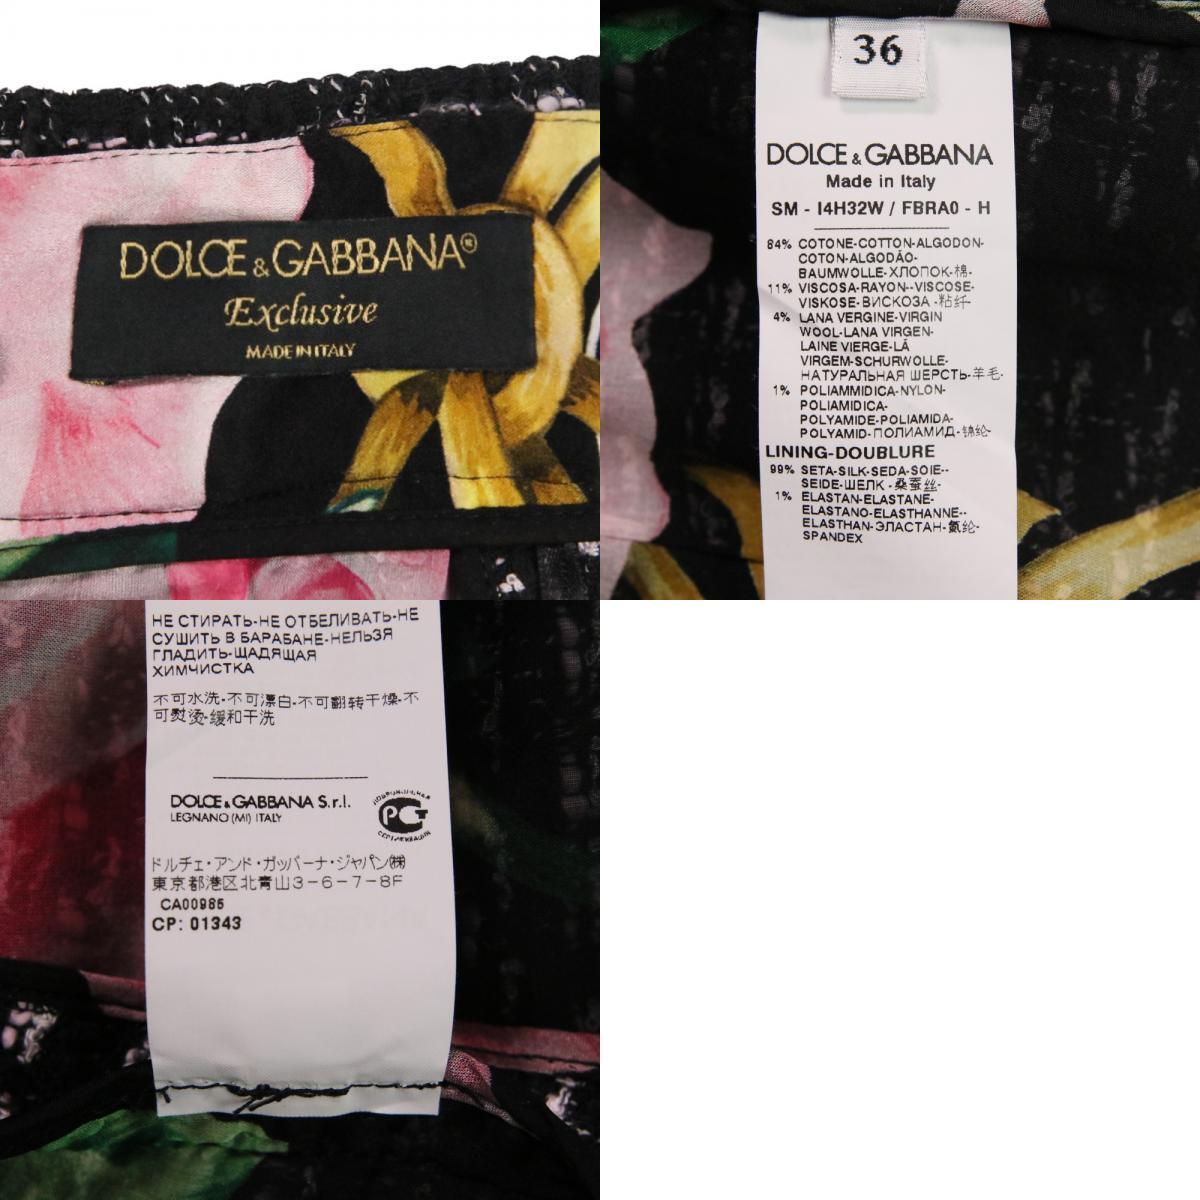 DOLCE & GABBANA®
Exclusive
MADE IN ITALY
36
DOLCE & GABBANA
Made in Italy
SM - I4H32W / FBRA0 - H
84% COTONE-COTTON-ALGODON-
COTON-ALGODÃO-
BAUMWOLLE-ХЛОПОК-棉-
11% VISCOSA-RAYON--VISCOSE-
VISKOSE-ВИСКОЗА -粘纤-
4% LANA VERGINE-VIRGIN
WOOL-LANA VIRGEN-
LAINE VIERGE-LÃ
VIRGEM-SCHURWOLLE-
НАТУРАЛЬНАЯ ШЕРСТЬ-羊毛-
1% POLIAMMIDICA-NYLON-
POLIAMIDICA-
POLYAMIDE-POLIAMIDA-
POLYAMID-ПОЛИАМИД-锦纶-
LINING-DOUBLURE
99% SETA-SILK-SEDA-SOIE--
SEIDE-ШЕЛК -桑蚕丝-
1% ELASTAN-ELASTANE-
ELASTANO-ELASTHANNE--
ELASTHAN-ЭЛАСТАН-氨纶-
SPANDEX
НЕ СТИРАТЬ-НЕ ОТБЕЛИВАТЬ-НЕ
СУШИТЬ В БАРАБАНЕ-НЕЛЬЗЯ
ГЛАДИТЬ-ЩАДЯЩАЯ
ХИМЧИСТКА
不可水洗-不可漂白-不可翻转干燥-不
可熨烫-缓和干洗
DOLCE & GABBANA S.r.l.
LEGNANO (MI) ITALY
РСТ
ドルチェ・アンド・ガッバーナ・ジャパン㈱
東京都港区北青山3-6-7-8F
CA00985
CP: 01343